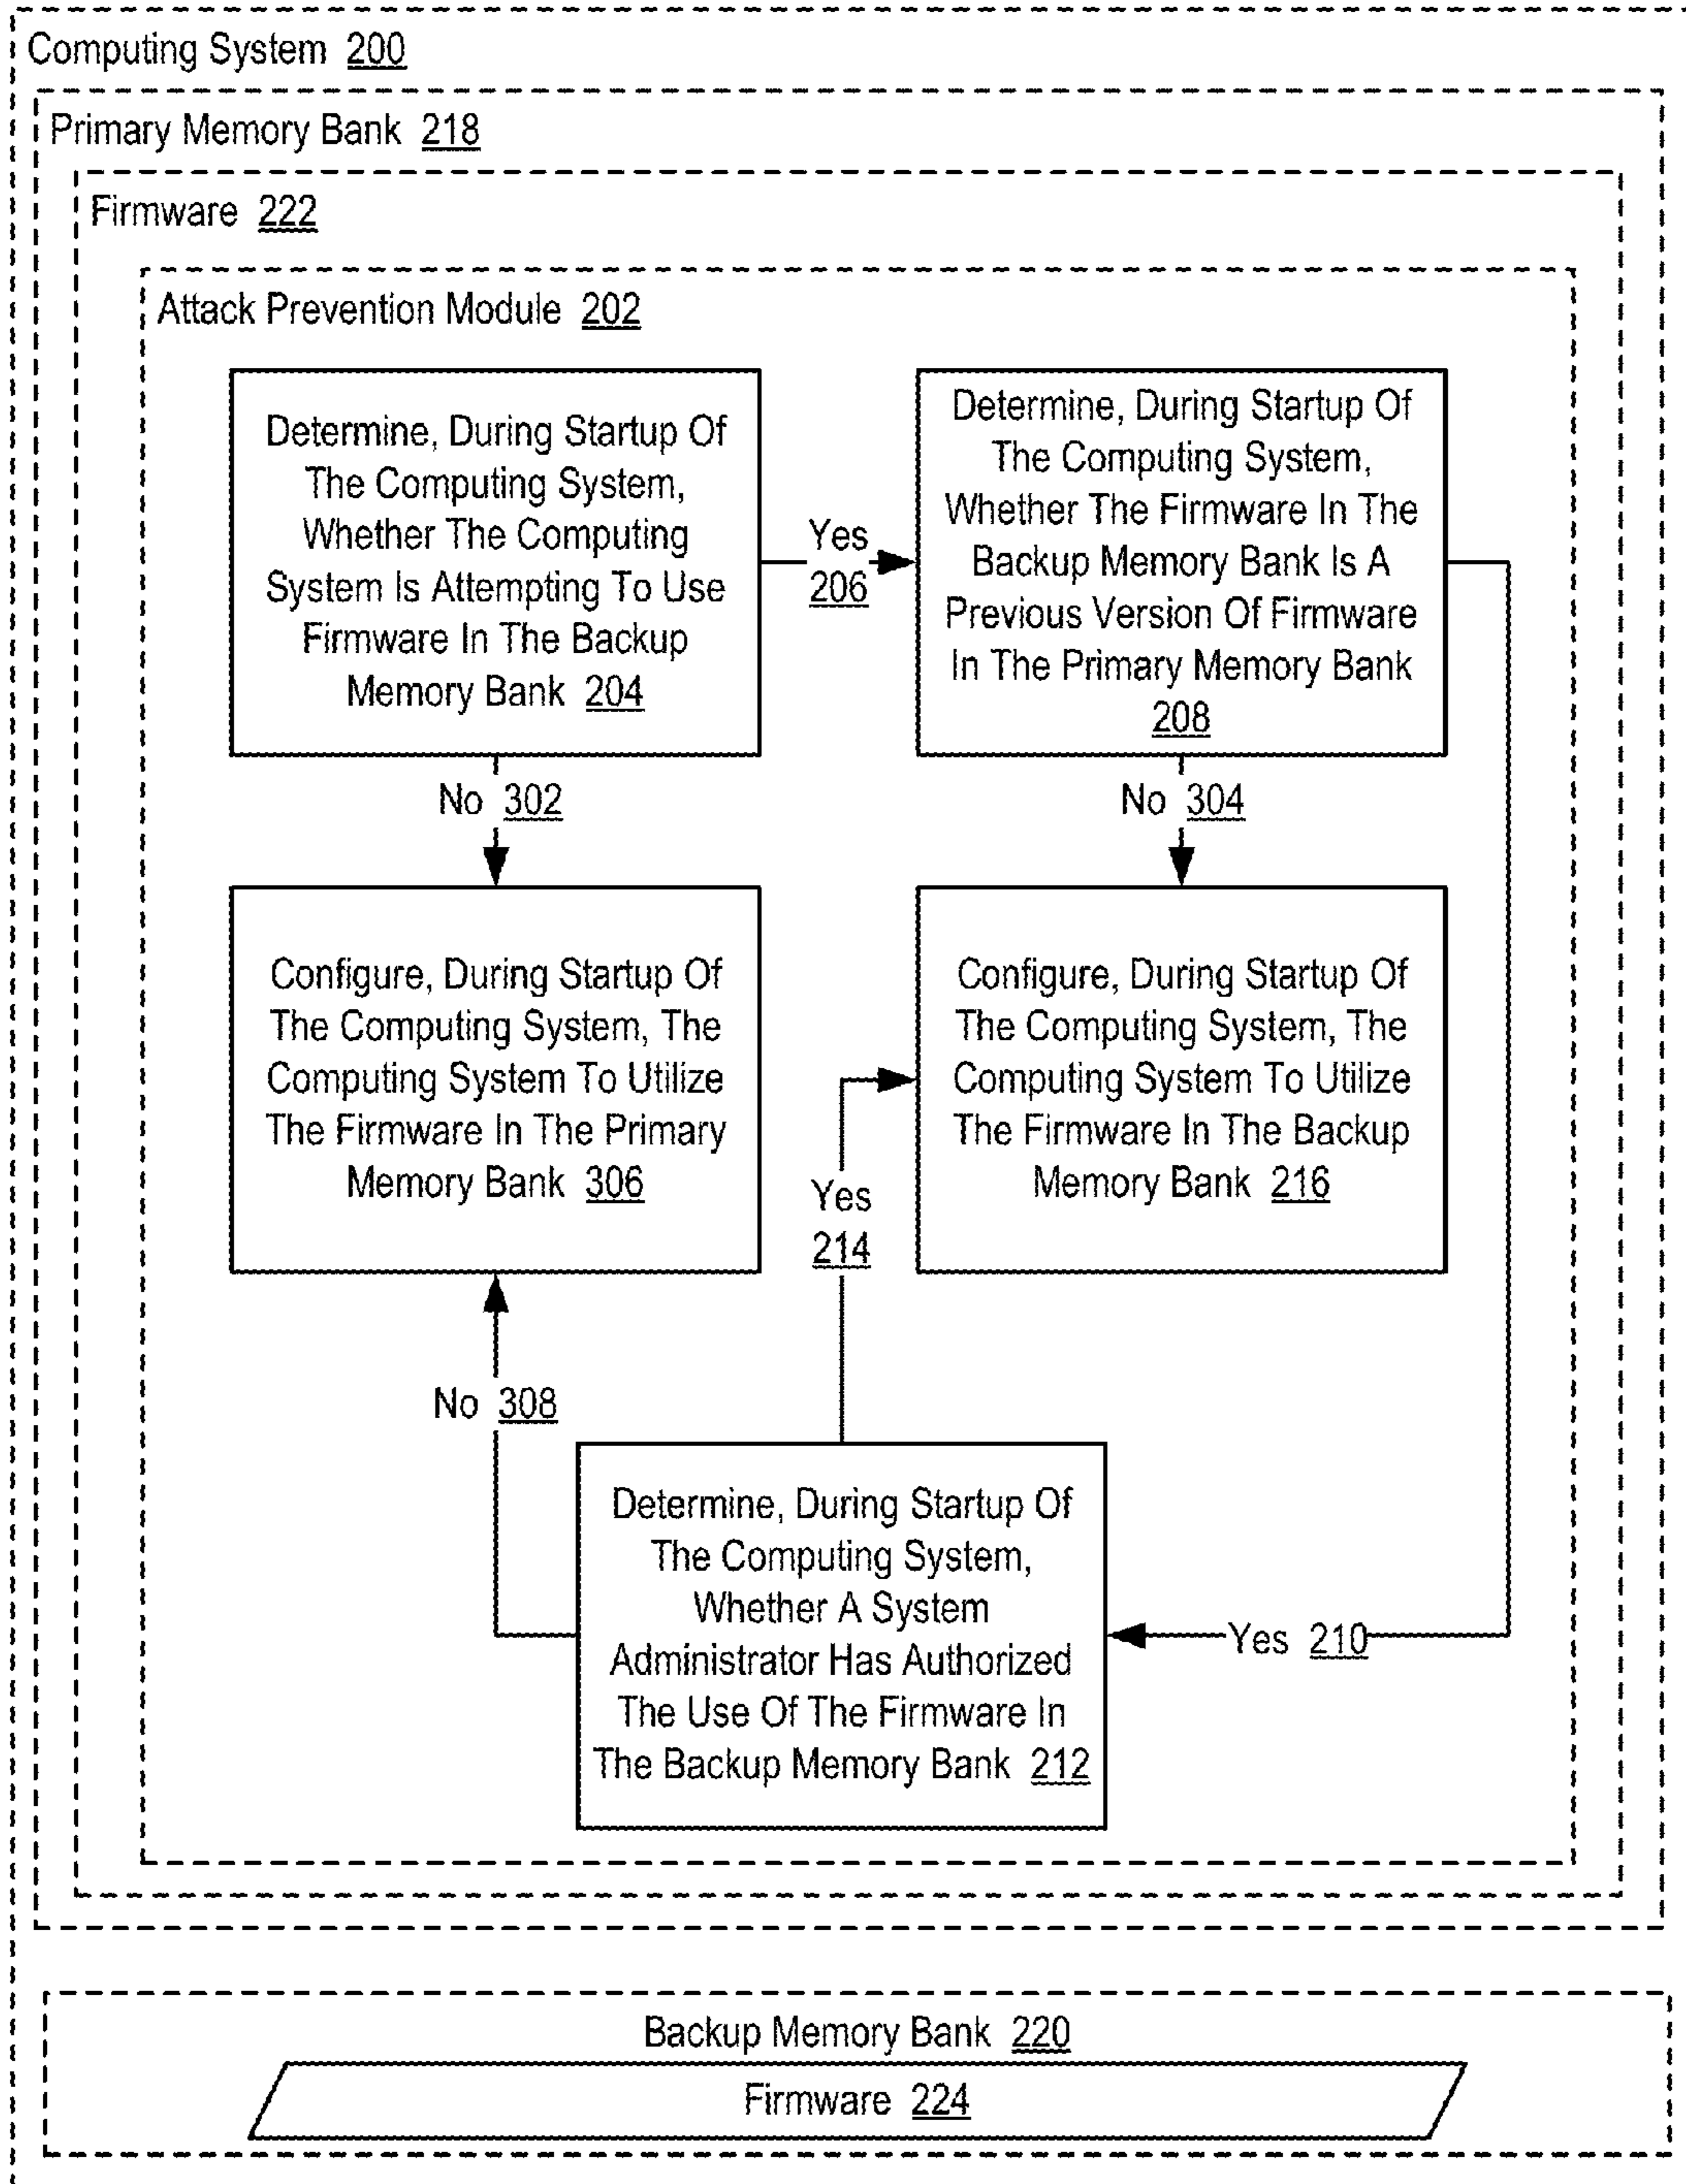 Computing System 200
Primary Memory Bank 218
Firmware 222
Attack Prevention Module 202
Determine, During Startup Of
The Computing System,
Whether The Computing
System Is Attempting To Use
Firmware In The Backup
Memory Bank 204
Yes
206
Determine, During Startup Of
The Computing System,
Whether The Firmware In The
Backup Memory Bank Is A
Previous Version Of Firmware
In The Primary Memory Bank
208
No 302
No 304
Configure, During Startup Of
The Computing System, The
Computing System To Utilize
The Firmware In The Primary
Memory Bank 306
Configure, During Startup Of
The Computing System, The
Computing System To Utilize
The Firmware In The Backup
Memory Bank 216
Yes
214
No 308
Determine, During Startup Of
The Computing System,
Whether A System
Administrator Has Authorized
The Use Of The Firmware In
The Backup Memory Bank 212
Yes 210
Backup Memory Bank 220
Firmware 224